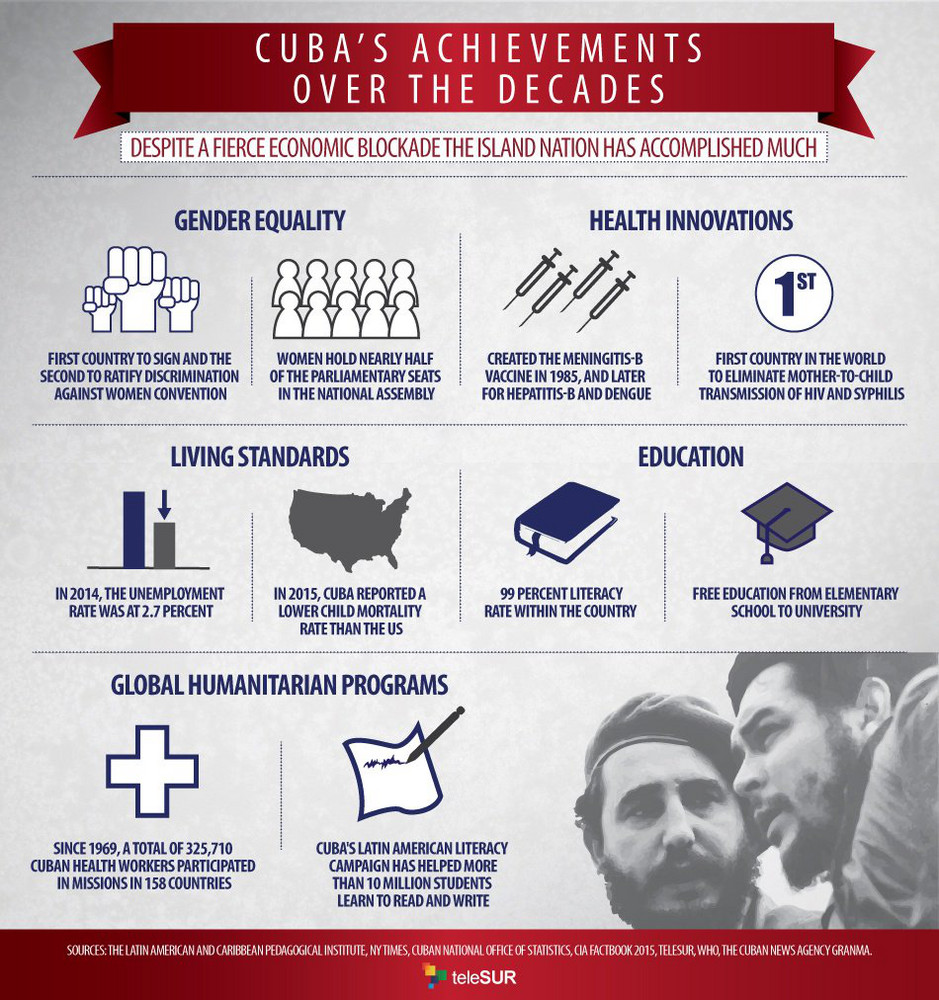 CUBA'S ACHIEVEMENTS
OVER THE DECADES
DESPITE A FIERCE ECONOMIC BLOCKADE THE ISLAND NATION HAS ACCOMPLISHED MUCH
GENDER EQUALITY
FIRST COUNTRY TO SIGN AND THE
SECOND TO RATIFY DISCRIMINATION
AGAINST WOMEN CONVENTION
WOMEN HOLD NEARLY HALF
OF THE PARLIAMENTARY SEATS
IN THE NATIONAL ASSEMBLY
HEALTH INNOVATIONS
CREATED THE MENINGITIS-B
VACCINE IN 1985, AND LATER
FOR HEPATITIS-B AND DENGUE
1ST
FIRST COUNTRY IN THE WORLD
TO ELIMINATE MOTHER-TO-CHILD
TRANSMISSION OF HIV AND SYPHILIS
LIVING STANDARDS
IN 2014, THE UNEMPLOYMENT
RATE WAS AT 2.7 PERCENT
IN 2015, CUBA REPORTED A
LOWER CHILD MORTALITY
RATE THAN THE US
EDUCATION
99 PERCENT LITERACY
RATE WITHIN THE COUNTRY
FREE EDUCATION FROM ELEMENTARY
SCHOOL TO UNIVERSITY
GLOBAL HUMANITARIAN PROGRAMS
SINCE 1969, A TOTAL OF 325,710
CUBAN HEALTH WORKERS PARTICIPATED
IN MISSIONS IN 158 COUNTRIES
CUBA'S LATIN AMERICAN LITERACY
CAMPAIGN HAS HELPED MORE
THAN 10 MILLION STUDENTS
LEARN TO READ AND WRITE
SOURCES: THE LATIN AMERICAN AND CARIBBEAN PEDAGOGICAL INSTITUTE, NY TIMES, CUBAN NATIONAL OFFICE OF STATISTICS, CIA FACTBOOK 2015, TELESUR, WHO, THE CUBAN NEWS AGENCY GRANMA.
teleSUR